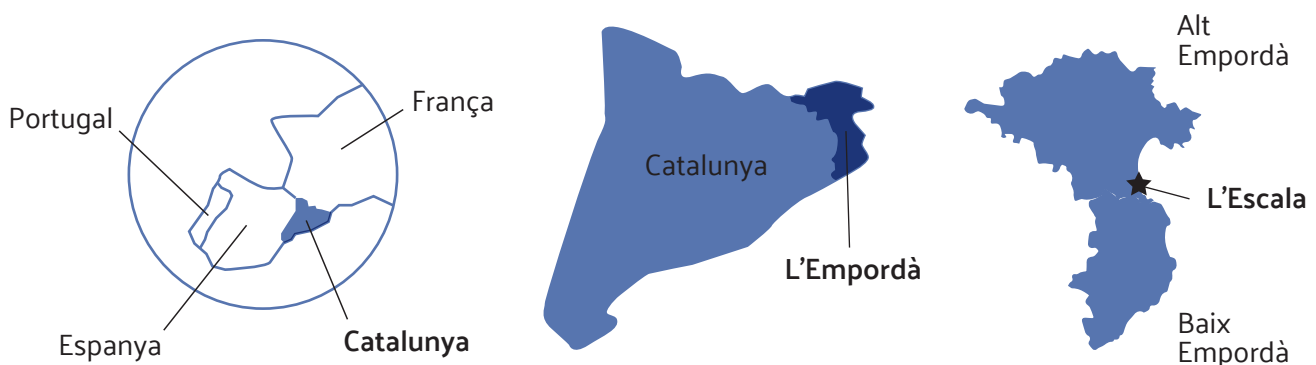 Portugal
França
Espanya
Catalunya
Catalunya
L'Empordà
Alt
Empordà
L'Escala
Baix
Empordà